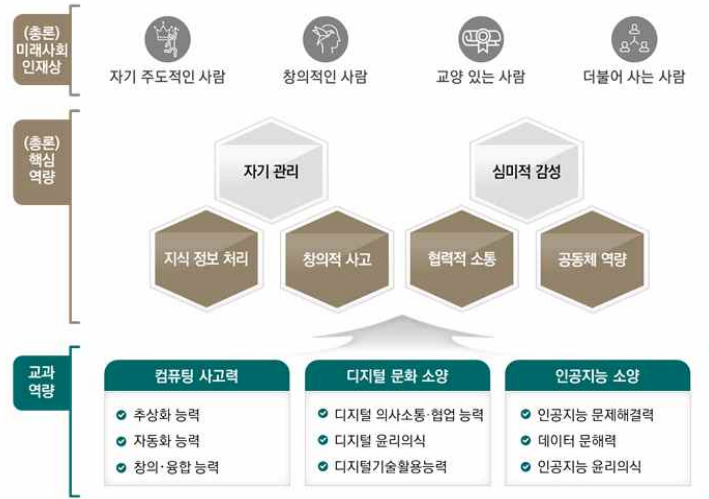 (총론)
미래사회
인재상
자기 주도적인 사람
창의적인 사람
교양 있는 사람
더불어 사는 사람
(총론)
핵심
역량
자기 관리
심미적 감성
지식 정보 처리
창의적 사고
협력적 소통
공동체 역량
교과
역량
컴퓨팅 사고력
추상화 능력
자동화 능력
창의·융합 능력
디지털 문화 소양
디지털 의사소통·협업 능력
디지털 윤리의식
디지털기술활용능력
인공지능 소양
인공지능 문제해결력
데이터 문해력
인공지능 윤리의식